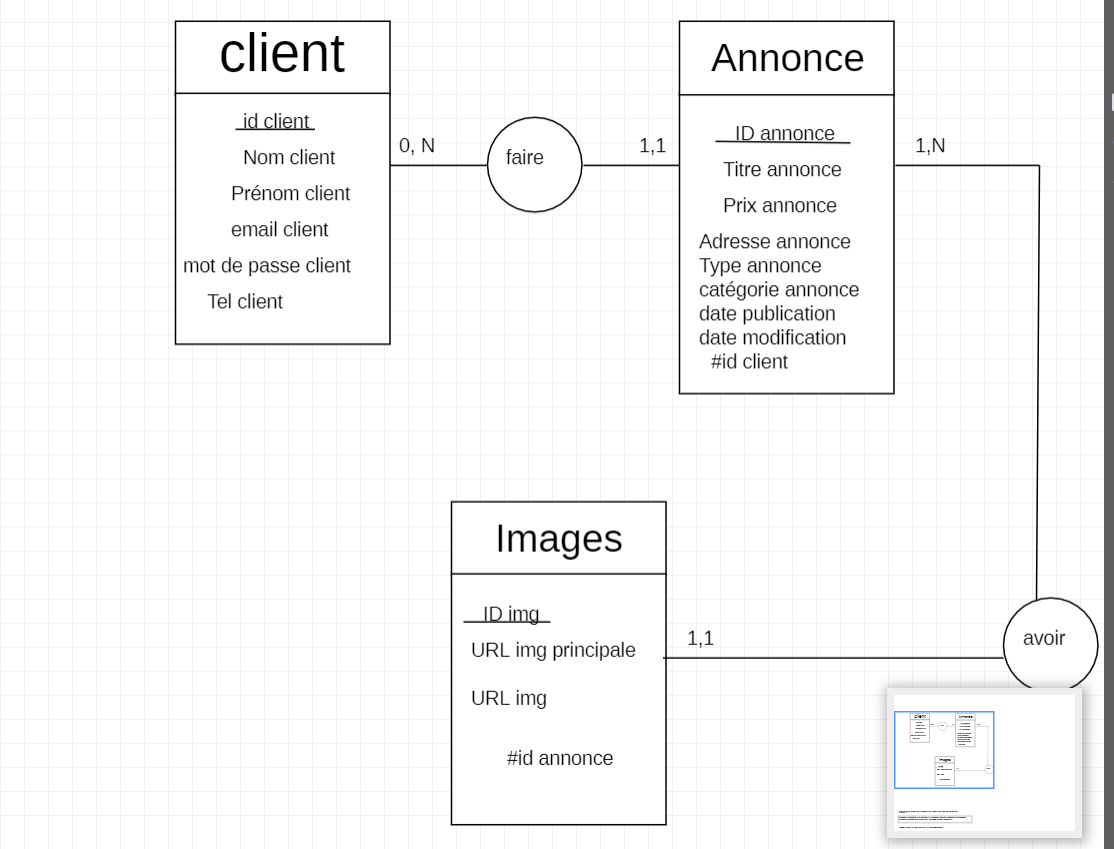 client
id client
Nom client
Prénom client
email client
mot de passe client
Tel client
0, N
faire
1,1
Annonce
ID annonce
Titre annonce
Prix annonce
Adresse annonce
Type annonce
catégorie annonce
date publication
date modification
#id client
1,N
Images
ID img
URL img principale
URL img
#id annonce
1,1
avoir